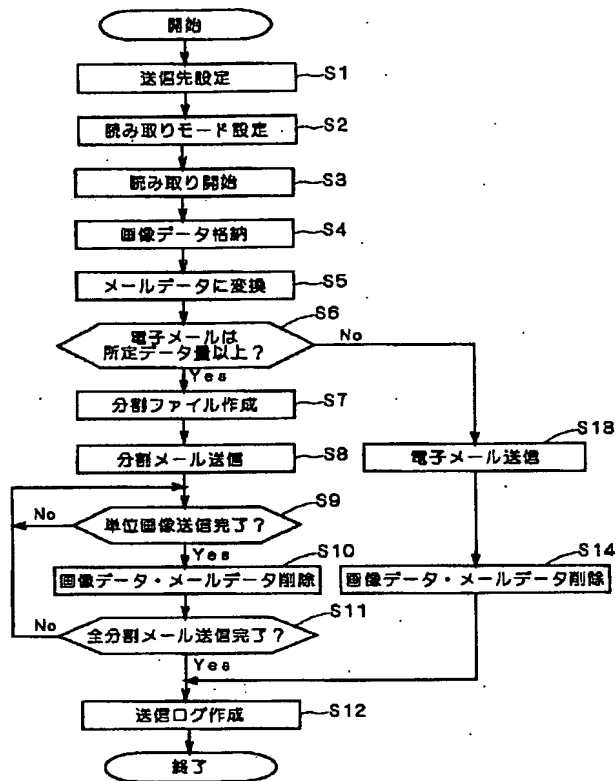 開始
送信先設定
S1
読み取りモード設定
S2
読み取り開始
S3
画像データ格納
S4
メールデータに変換
S5
電子メールは
所定データ量以上?
S6
No
Yes
分割ファイル作成
S7
分割メール送信
S8
電子メール送信
S13
単位画像送信完了?
S9
No
Yes
画像データ・メールデータ削除
S10
画像データ・メールデータ削除
S14
全分割メール送信完了?
S11
No
Yes
送信ログ作成
S12
終了